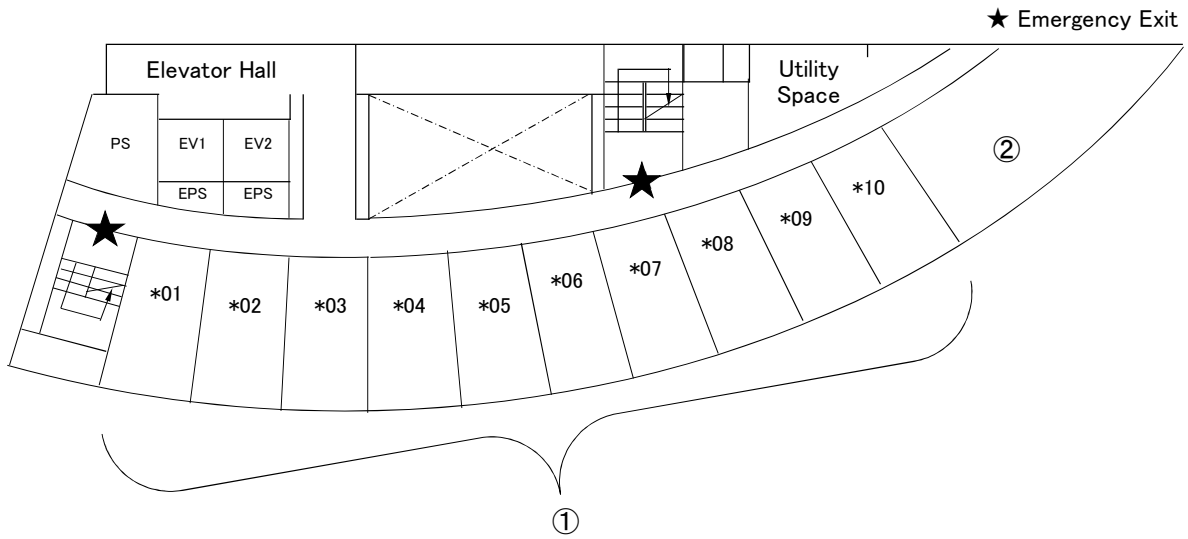 ★ Emergency Exit
Elevator Hall
Utility
Space
PS
EV1
EV2
EPS
EPS
②
*10
*09
*08
*07
*06
*01
*02
*03
*04
*05
①